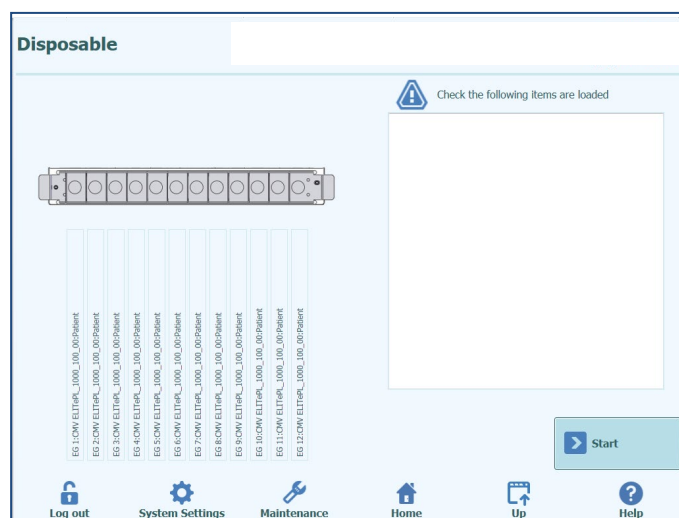 Disposable
Check the following items are loaded
EG 1:CMV ELITePL_1000_100_00:Patient
EG 2:CMV ELITePL_1000_100_00:Patient
EG 3:CMV ELITePL_1000_100_00:Patient
EG 4:CMV ELITePL_1000_100_00:Patient
EG 5:CMV ELITePL_1000_100_00:Patient
EG 6:CMV ELITePL_1000_100_00:Patient
EG 7:CMV ELITePL_1000_100_00:Patient
EG 8:CMV ELITePL_1000_100_00:Patient
EG 9:CMV ELITePL_1000_100_00:Patient
EG 10:CMV ELITePL_1000_100_00:Patient
EG 11:CMV ELITePL_1000_100_00:Patient
EG 12:CMV ELITePL_1000_100_00:Patient
Start
Log out
System Settings
Maintenance
Home
Up
Help